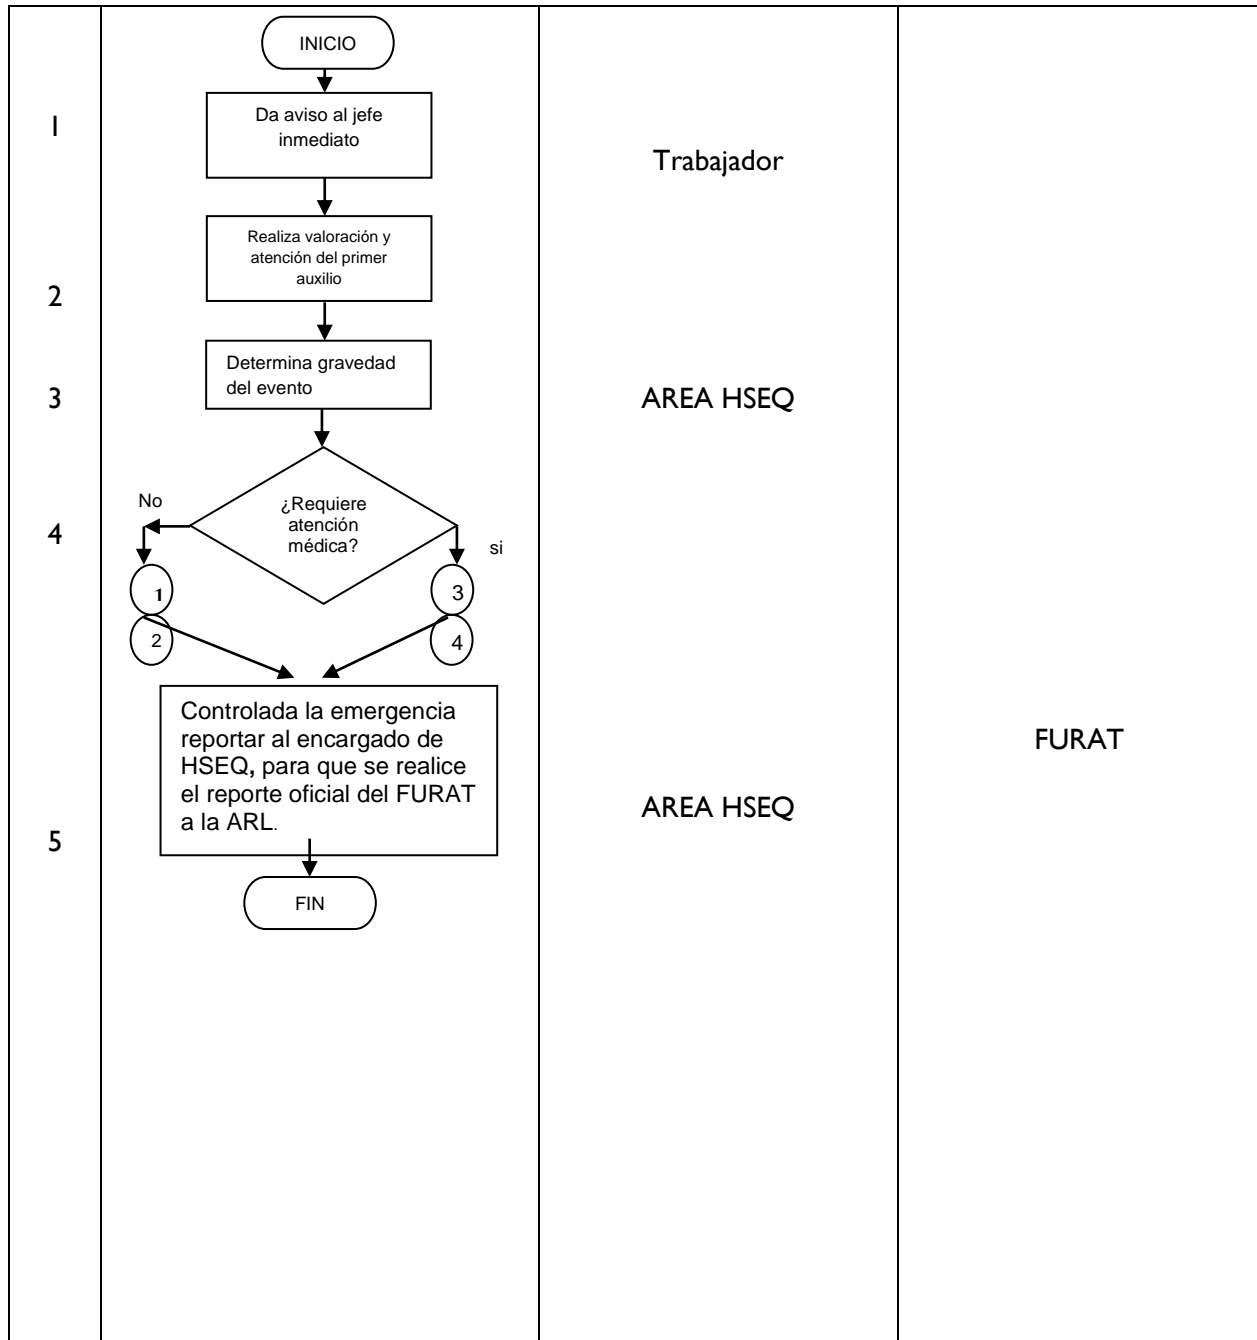 INICIO
1
Da aviso al jefe
inmediato
Trabajador
Realiza valoración y
atención del primer
auxilio
2
Determina gravedad
del evento
3
AREA HSEQ
No
¿Requiere
atención
médica?
si
4
1
3
2
4
Controlada la emergencia
reportar al encargado de
HSEQ, para que se realice
el reporte oficial del FURAT
a la ARL.
FURAT
AREA HSEQ
5
FIN